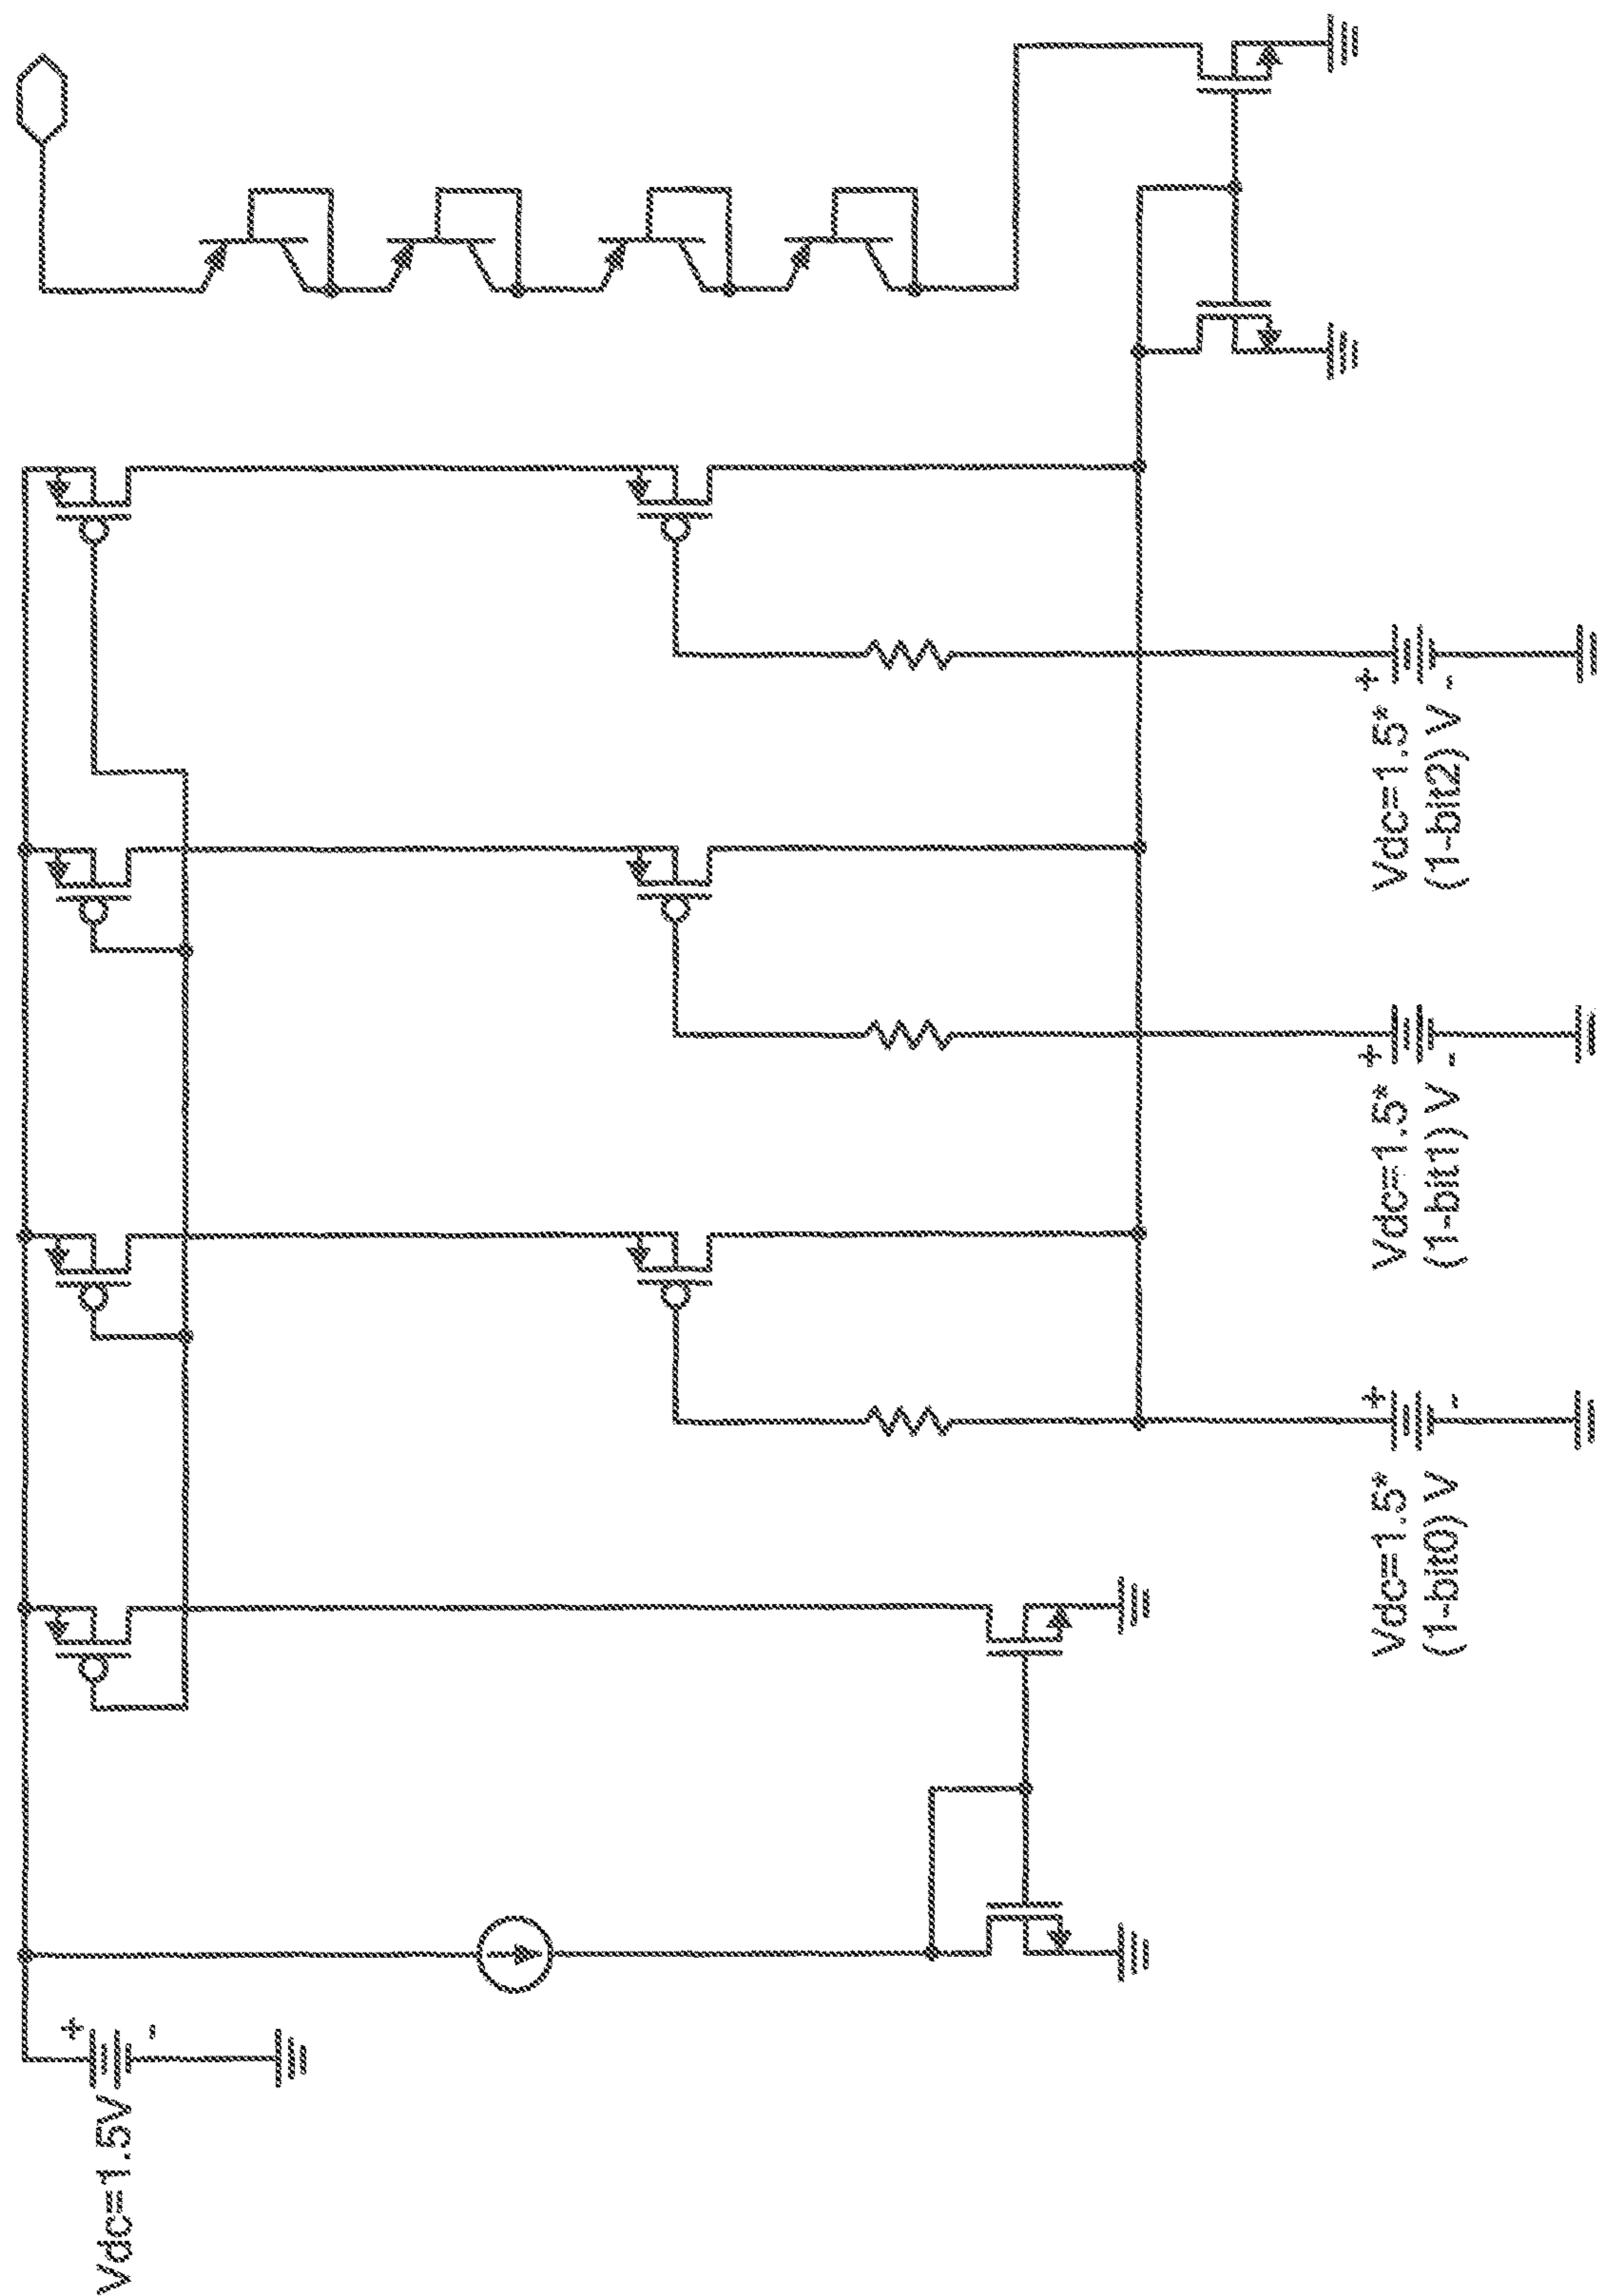 Vdc=1.5V
+
-
Vdc=1.5*
(1-bit0) V
+
-
Vdc=1.5*
(1-bit1) V
+
-
Vdc=1.5*
(1-bit2) V
+
-